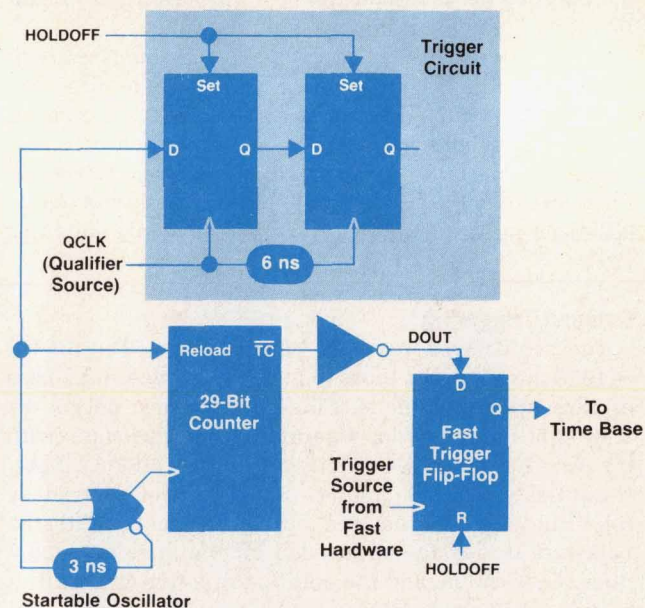 HOLDOFF
Trigger
Circuit
Set
Set
D
Q
D
Q
QCLK
(Qualifier
Source)
6 ns
Reload
TC
29-Bit
Counter
DOUT
D
Q
To
Time Base
Fast
Trigger
Flip-Flop
Trigger
Source
from
Fast
Hardware
R
HOLDOFF
3 ns
Startable Oscillator